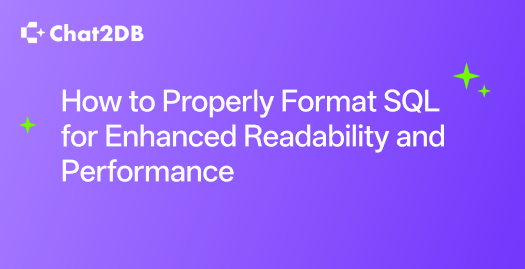 Chat2DB
How to Properly Format SQL
for Enhanced Readability and
Performance